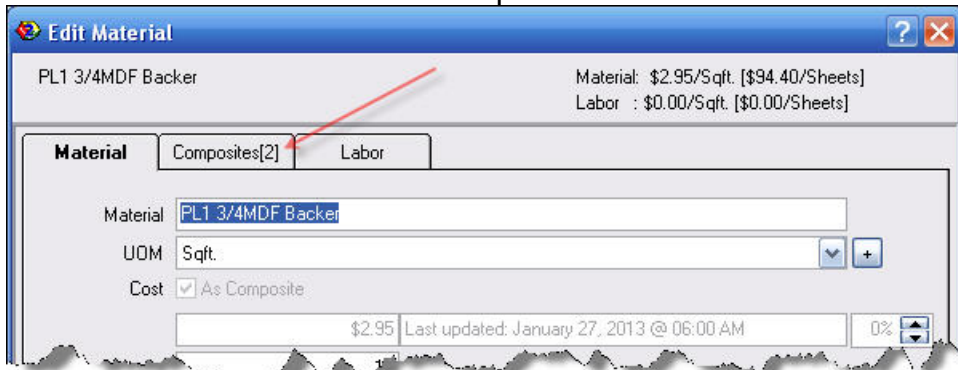 Edit Material
PL1 3/4MDF Backer
Material: $2.95/Sqft. [$94.40/Sheets]
Labor : $0.00/Sqft. [$0.00/Sheets]
Material Composites[2] Labor
Material PL1 3/4MDF Backer
UOM Sqft. +
Cost As Composite
$2.95 Last updated: January 27, 2013 @ 06:00 AM 0%